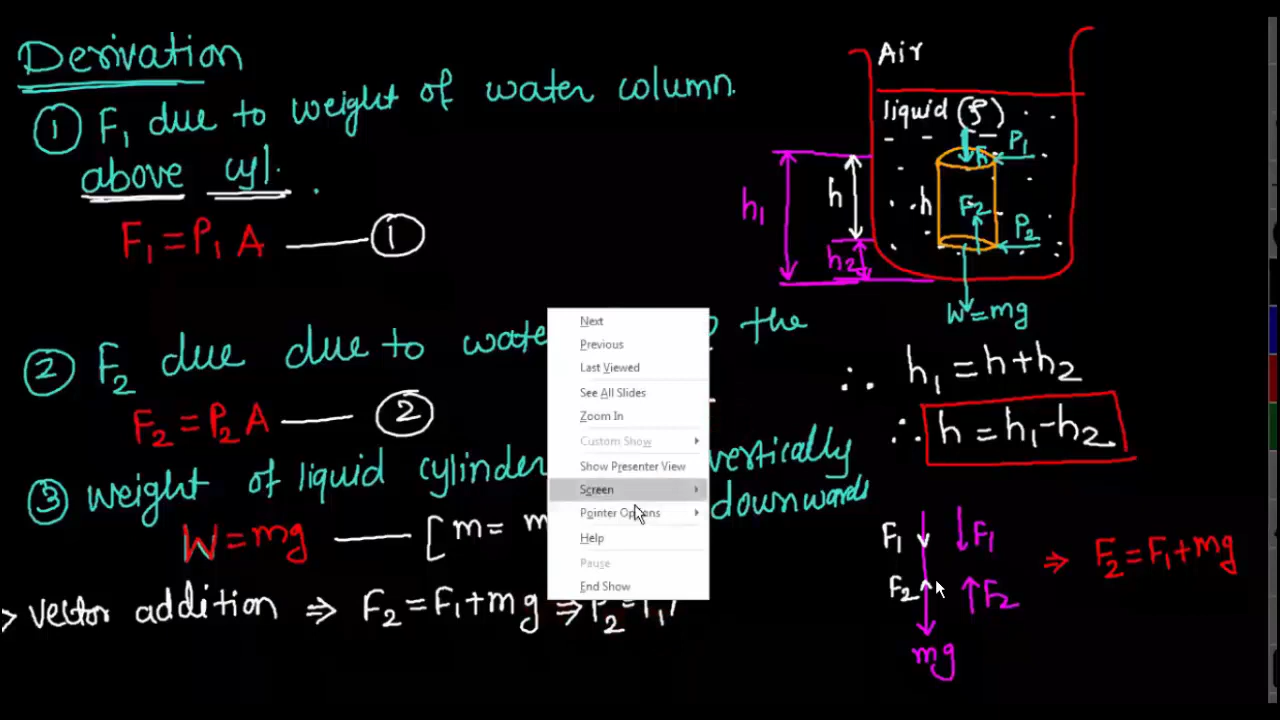 Derivation
① F₁ due to weight of water column
above cyl.
F₁ = P₁ A —— ①
② F₂ due due to wate the
F₂ = P₂ A —— ②
③ weight of liquid cylinder vertically
downwards
W = mg —— [ m = m
> vector addition ⇒ F₂ = F₁ + mg ⇒ P₂ =
Next
Previous
Last Viewed
See All Slides
Zoom In
Custom Show
Show Presenter View
Screen
Pointer Options
Help
Pause
End Show
Air
liquid (ρ)
P₁
F₁
h₁
h
h
F₂
P₂
h₂
W = mg
∴ h₁ = h + h₂
∴ h = h₁ - h₂
F₁ ↓ ↓F₁
⇒ F₂ = F₁ + mg
F₂ ↑F₂
mg